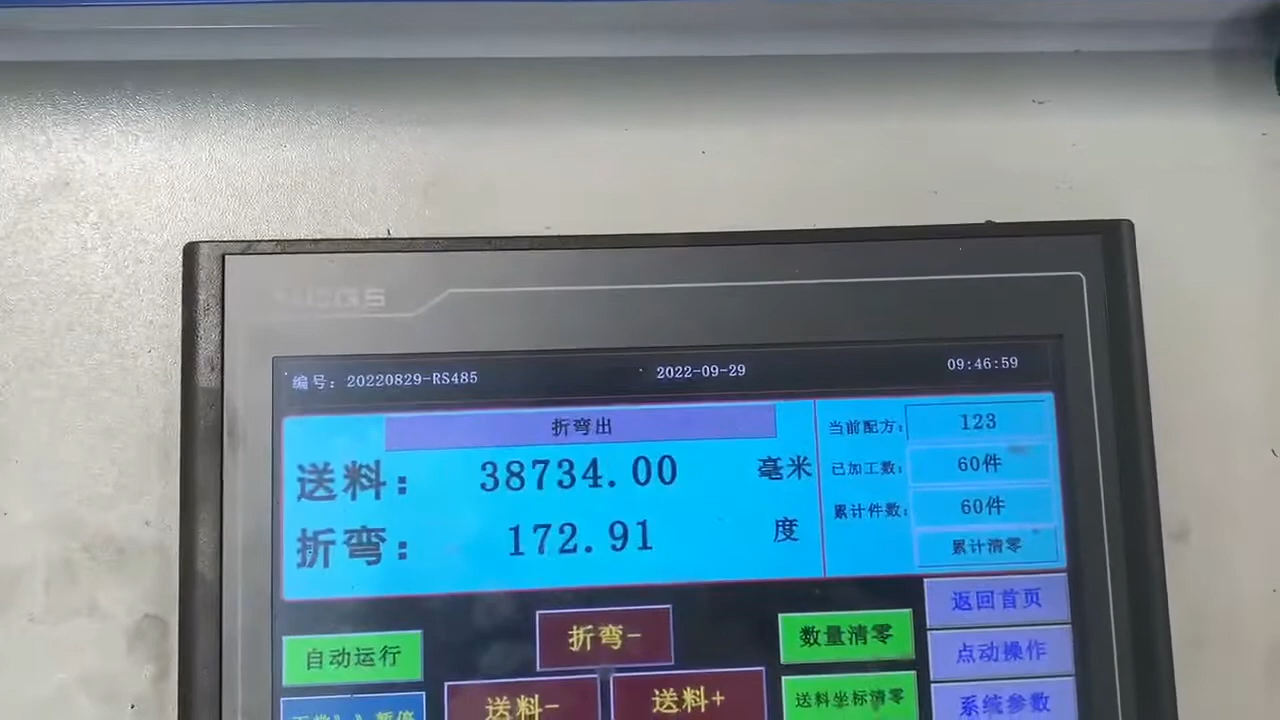 编号: 20220829-RS485 2022-09-29 09:46:59
折弯出
送料: 38734.00 毫米
折弯: 172.91 度
当前配方: 123
已加工数: 60件
累计件数: 60件
累计清零
返回首页
自动运行 折弯- 数量清零 点动操作
送料- 送料+ 送料坐标清零 系统参数